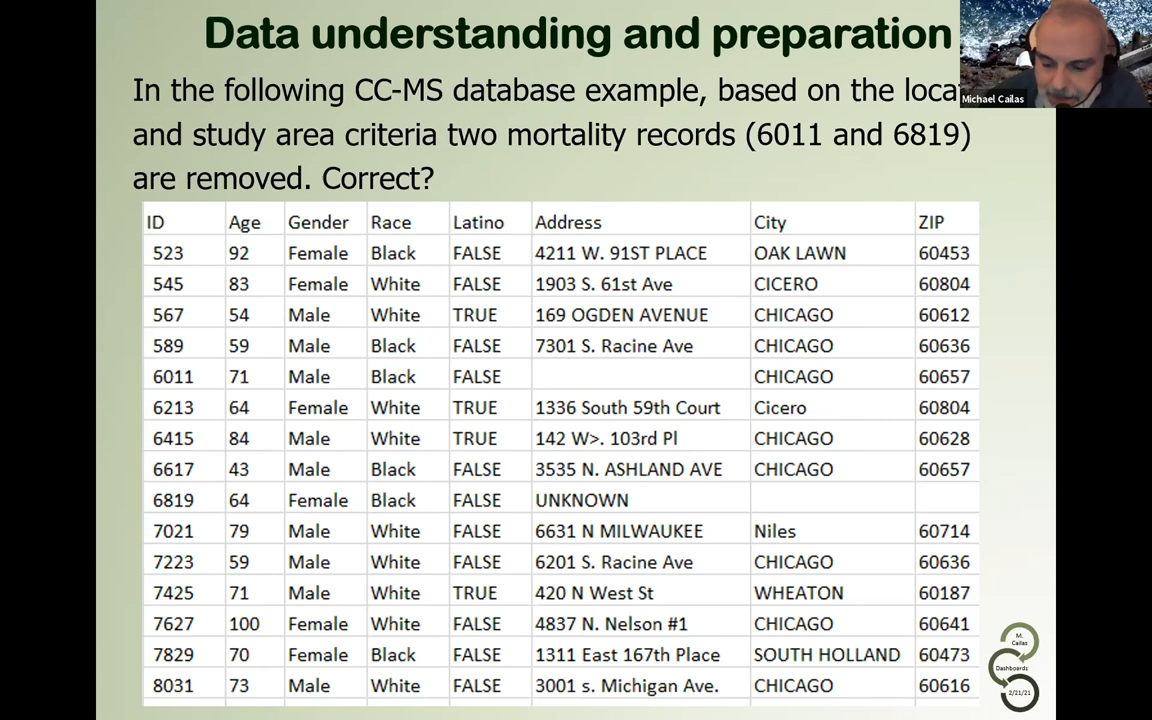 Data understanding and preparation
Michael Cailas
In the following CC-MS database example, based on the loca
and study area criteria two mortality records (6011 and 6819)
are removed. Correct?
ID Age Gender Race Latino Address City ZIP
523 92 Female Black FALSE 4211 W. 91ST PLACE OAK LAWN 60453
545 83 Female White FALSE 1903 S. 61st Ave CICERO 60804
567 54 Male White TRUE 169 OGDEN AVENUE CHICAGO 60612
589 59 Male Black FALSE 7301 S. Racine Ave CHICAGO 60636
6011 71 Male Black FALSE CHICAGO 60657
6213 64 Female White TRUE 1336 South 59th Court Cicero 60804
6415 84 Male White TRUE 142 W>. 103rd Pl CHICAGO 60628
6617 43 Male Black FALSE 3535 N. ASHLAND AVE CHICAGO 60657
6819 64 Female Black FALSE UNKNOWN
7021 79 Male White FALSE 6631 N MILWAUKEE Niles 60714
7223 59 Male White FALSE 6201 S. Racine Ave CHICAGO 60636
7425 71 Male White TRUE 420 N West St WHEATON 60187
7627 100 Female White FALSE 4837 N. Nelson #1 CHICAGO 60641
7829 70 Female Black FALSE 1311 East 167th Place SOUTH HOLLAND 60473
8031 73 Male White FALSE 3001 s. Michigan Ave. CHICAGO 60616
M.
Cailas
Dashboards
2/21/21